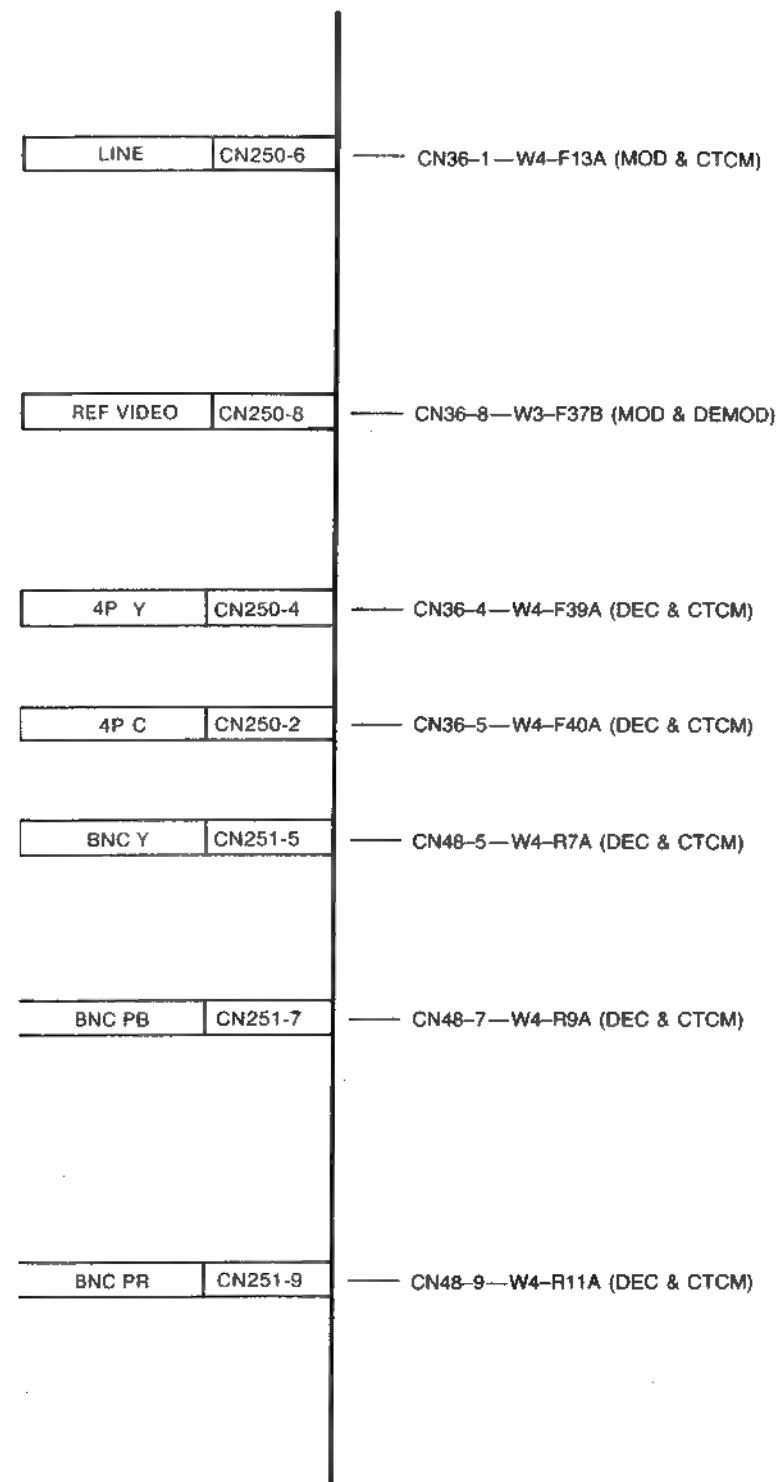 LINE CN250-6 CN36-1—W4-F13A (MOD & CTCM)
REF VIDEO CN250-8 CN36-8—W3-F37B (MOD & DEMOD)
4P Y CN250-4 CN36-4—W4-F39A (DEC & CTCM)
4P C CN250-2 CN36-5—W4-F40A (DEC & CTCM)
BNC Y CN251-5 CN48-5—W4-R7A (DEC & CTCM)
BNC PB CN251-7 CN48-7—W4-R9A (DEC & CTCM)
BNC PR CN251-9 CN48-9—W4-R11A (DEC & CTCM)